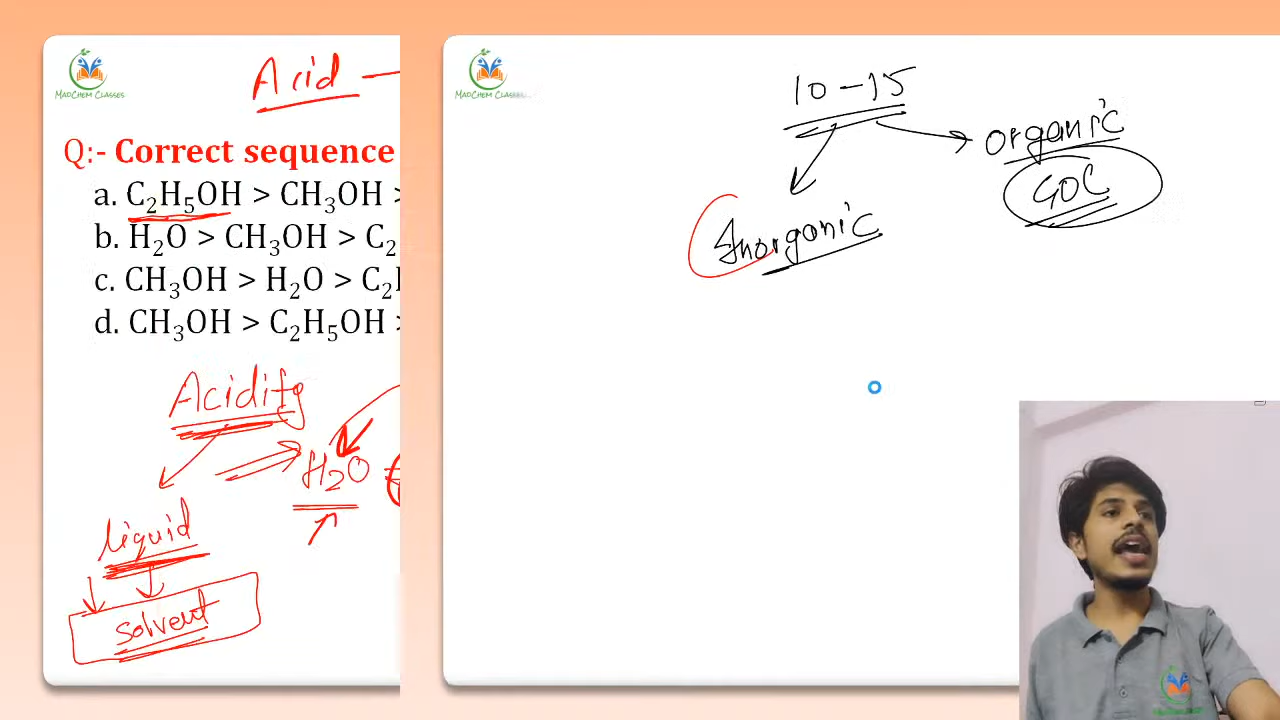 MADCHEM CLASSES
Acid —
Q:- Correct sequence
a. C₂H₅OH > CH₃OH >
b. H₂O > CH₃OH > C₂
c. CH₃OH > H₂O > C₂
d. CH₃OH > C₂H₅OH >
Acidity
H₂O
liquid
solvent
MADCHEM
10-15
organic
GOC
Inorganic
MADCHEM CLASSES